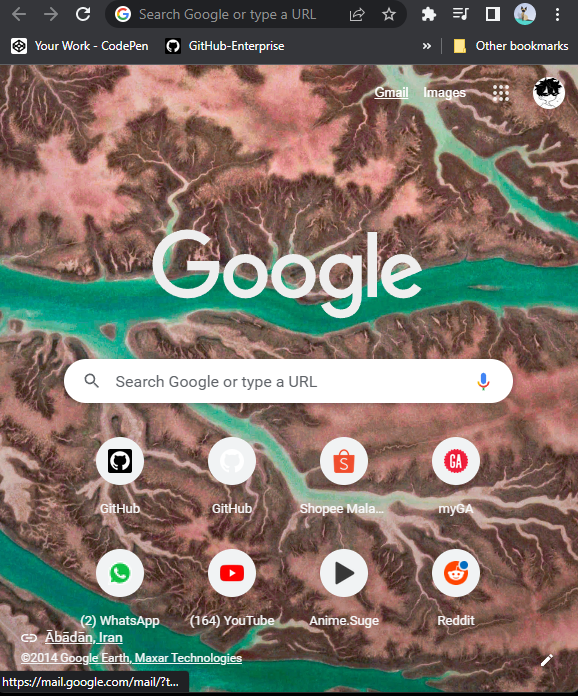 Search Google or type a URL
Your Work - CodePen
GitHub-Enterprise
»
Other bookmarks
Gmail
Images
Google
Search Google or type a URL
GitHub
GitHub
Shopee Mala...
GA
myGA
(2) WhatsApp
(164) YouTube
Anime.Suge
Reddit
Ābādān, Iran
©2014 Google Earth, Maxar Technologies
https://mail.google.com/mail/?t...